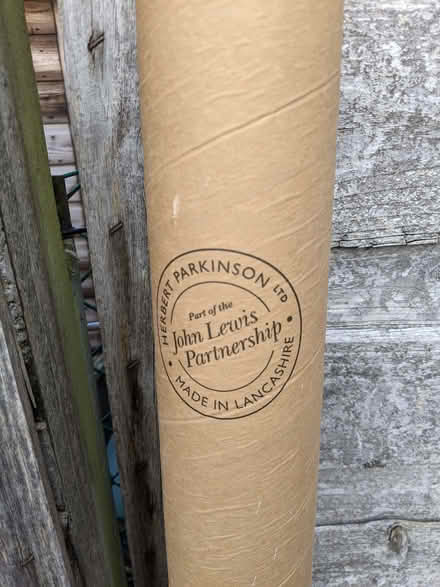 HERBERT PARKINSON LTD
Part of the
John Lewis
Partnership
MADE IN LANCASHIRE